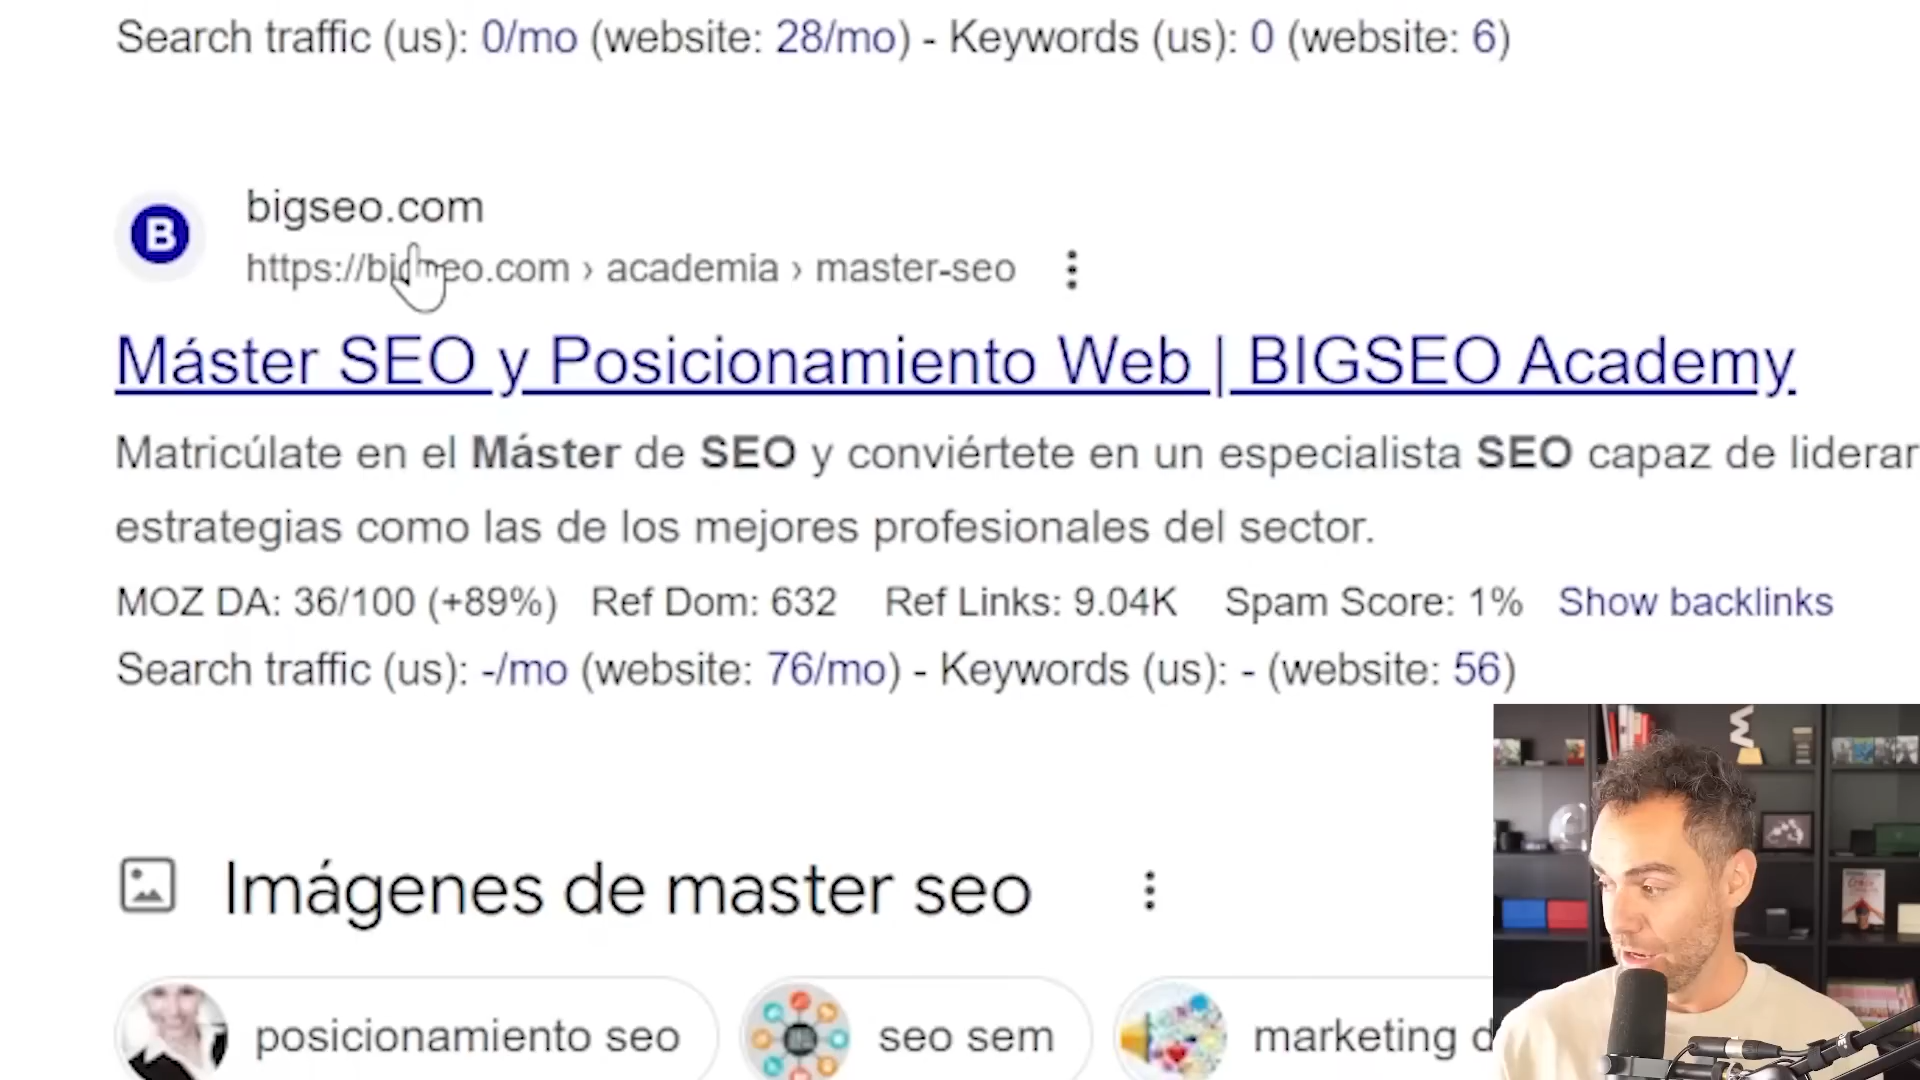 Search traffic (us): 0/mo (website: 28/mo) - Keywords (us): 0 (website: 6)
B
bigseo.com
https://bigseo.com › academia › master-seo
Máster SEO y Posicionamiento Web | BIGSEO Academy
Matricúlate en el Máster de SEO y conviértete en un especialista SEO capaz de liderar
estrategias como las de los mejores profesionales del sector.
MOZ DA: 36/100 (+89%) Ref Dom: 632 Ref Links: 9.04K Spam Score: 1% Show backlinks
Search traffic (us): -/mo (website: 76/mo) - Keywords (us): - (website: 56)
Imágenes de master seo
posicionamiento seo
seo sem
marketing d